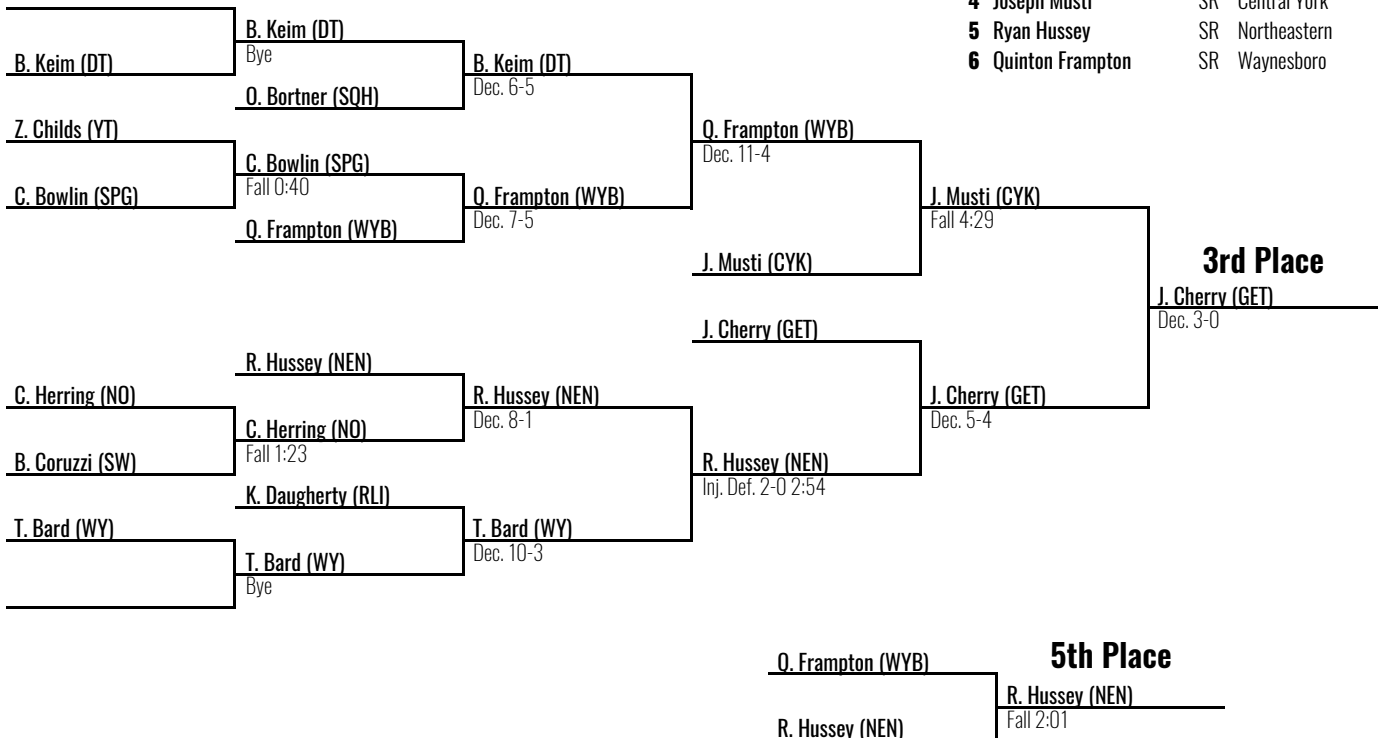 4 Joseph Musti SR Central York
5 Ryan Hussey SR Northeastern
6 Quinton Frampton SR Waynesboro
B. Keim (DT)
B. Keim (DT)
Bye
O. Bortner (SQH)
B. Keim (DT)
Dec. 6-5
Z. Childs (YT)
C. Bowlin (SPG)
C. Bowlin (SPG)
Fall 0:40
Q. Frampton (WYB)
Q. Frampton (WYB)
Dec. 7-5
Q. Frampton (WYB)
Dec. 11-4
J. Musti (CYK)
J. Musti (CYK)
Fall 4:29
3rd Place
J. Cherry (GET)
Dec. 3-0
J. Cherry (GET)
J. Cherry (GET)
Dec. 5-4
R. Hussey (NEN)
C. Herring (NO)
B. Coruzzi (SW)
C. Herring (NO)
Fall 1:23
R. Hussey (NEN)
Dec. 8-1
R. Hussey (NEN)
Inj. Def. 2-0 2:54
K. Daugherty (RLI)
T. Bard (WY)
T. Bard (WY)
Bye
T. Bard (WY)
Dec. 10-3
5th Place
Q. Frampton (WYB)
R. Hussey (NEN)
R. Hussey (NEN)
Fall 2:01